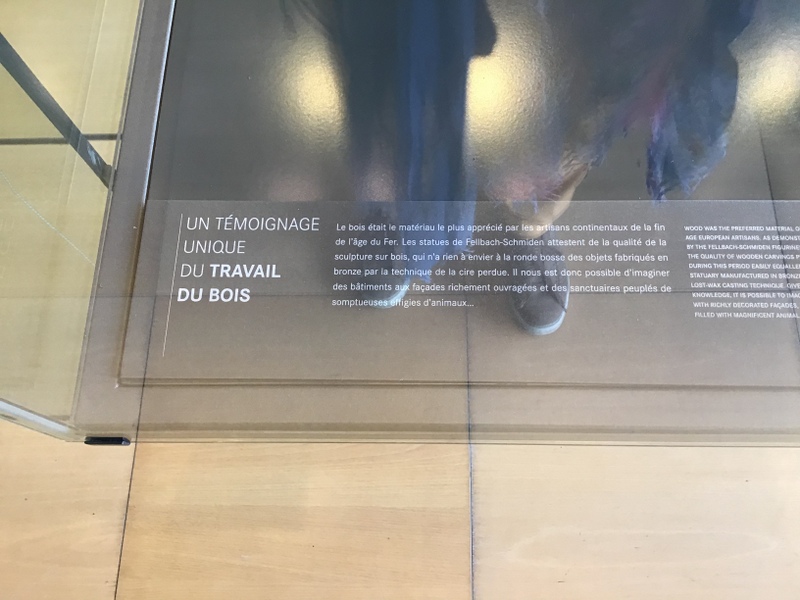 UN TÉMOIGNAGE
UNIQUE
DU TRAVAIL
DU BOIS
Le bois était le matériau le plus apprécié par les artisans continentaux de la fin
de l'âge du Fer. Les statues de Fellbach-Schmiden attestent de la qualité de la
sculpture sur bois, qui n'a rien à envier à la ronde bosse des objets fabriqués en
bronze par la technique de la cire perdue. Il nous est donc possible d'imaginer
des bâtiments aux façades richement ouvragées et des sanctuaires peuplés de
somptueuses effigies d'animaux...
WOOD WAS THE PREFERRED MATERIAL O
AGE EUROPEAN ARTISANS. AS DEMONST
BY THE FELLBACH-SCHMIDEN FIGURINE
THE QUALITY OF WOODEN CARVINGS P
DURING THIS PERIOD EASILY EQUALLE
STATUARY MANUFACTURED IN BRONZ
LOST-WAX CASTING TECHNIQUE. GIVE
KNOWLEDGE, IT IS POSSIBLE TO IMAG
WITH RICHLY DECORATED FAÇADES,
FILLED WITH MAGNIFICENT ANIMAL